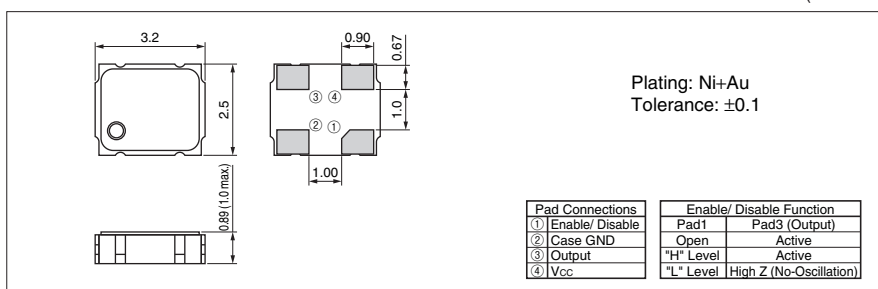 3.2
0.90
0.67
2.5
③ ④
② ①
1.0
1.00
0.89 (1.0 max.)
Plating: Ni+Au
Tolerance: ±0.1
Pad Connections
① Enable/ Disable
② Case GND
③ Output
④ Vcc
Enable/ Disable Function
Pad1 Pad3 (Output)
Open Active
"H" Level Active
"L" Level High Z (No-Oscillation)